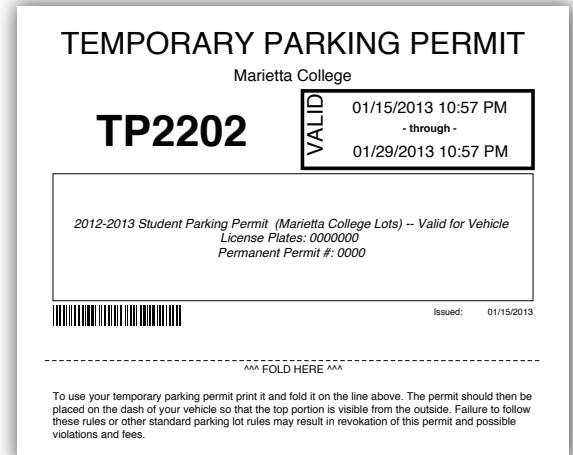 TEMPORARY PARKING PERMIT
Marietta College
TP2202
VALID
01/15/2013 10:57 PM
- through -
01/29/2013 10:57 PM
2012-2013 Student Parking Permit  (Marietta College Lots) -- Valid for Vehicle
License Plates: 0000000
Permanent Permit #: 0000
Issued: 01/15/2013
^^^ FOLD HERE ^^^
To use your temporary parking permit print it and fold it on the line above. The permit should then be
placed on the dash of your vehicle so that the top portion is visible from the outside. Failure to follow
these rules or other standard parking lot rules may result in revokation of this permit and possible
violations and fees.